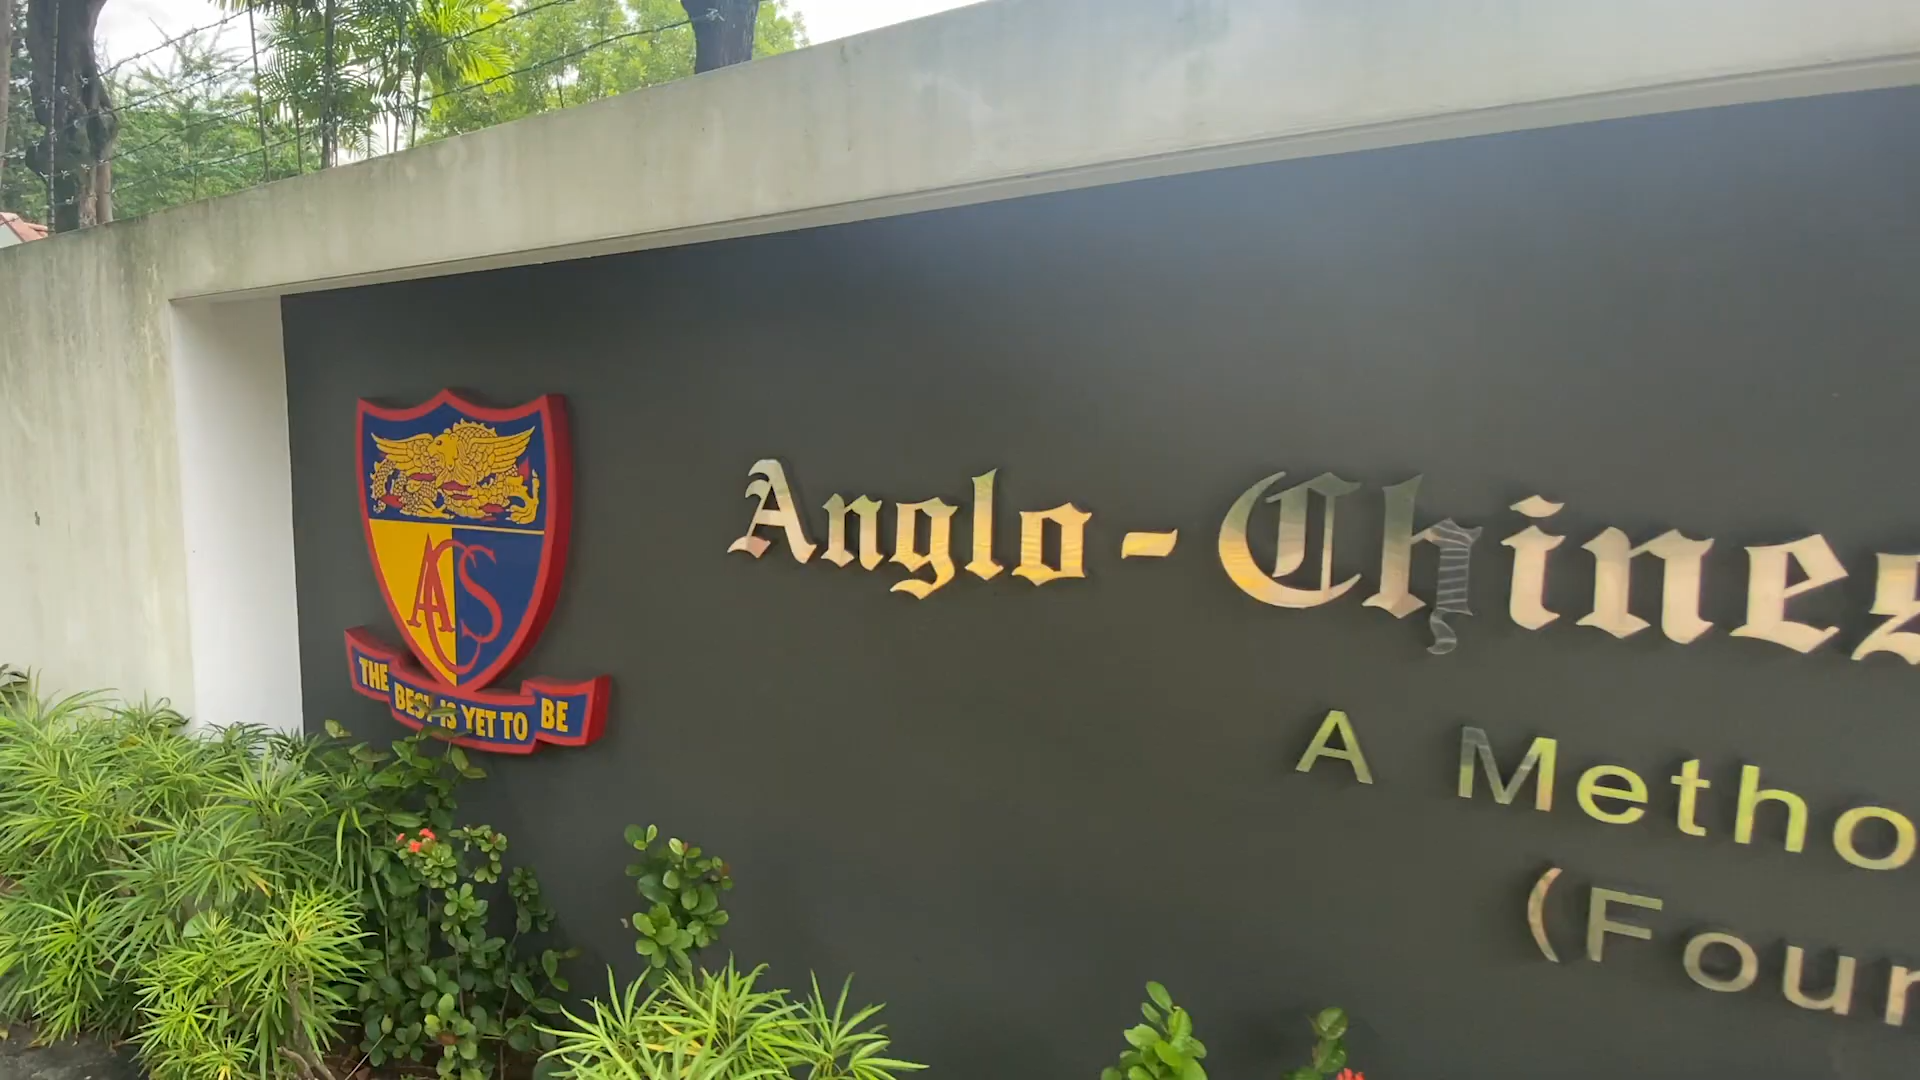 ACS
THE BEST IS YET TO BE
Anglo-Chines
A Metho
(Four